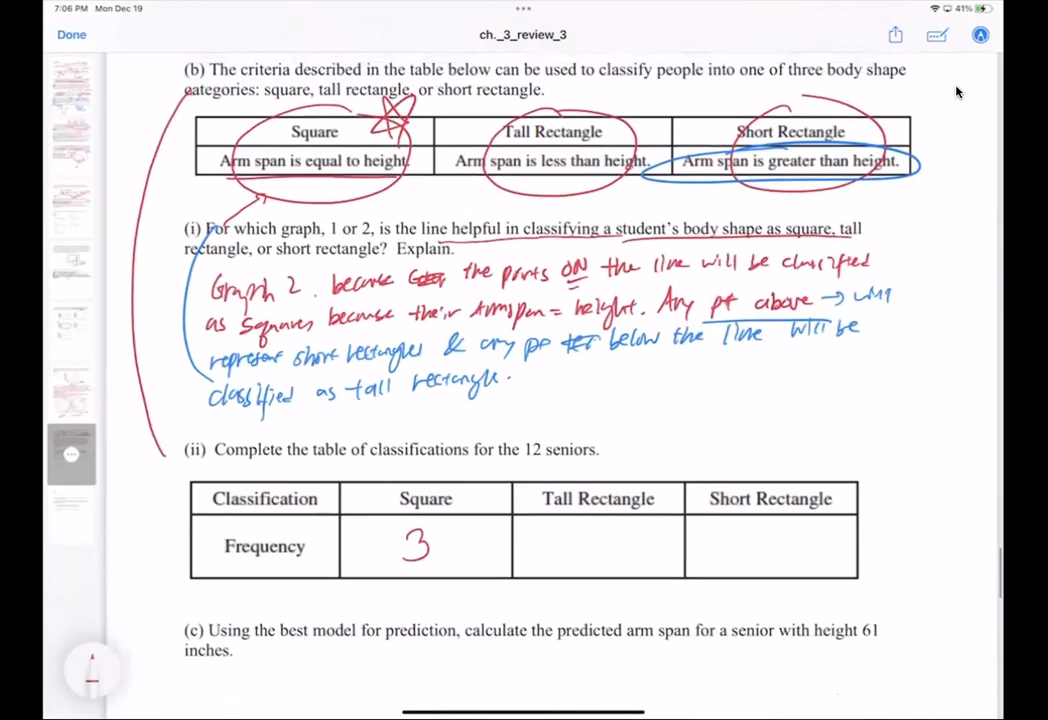 7:06 PM Mon Dec 19
41%
Done
ch._3_review_3
(b) The criteria described in the table below can be used to classify people into one of three body shape
categories: square, tall rectangle, or short rectangle.
Square Tall Rectangle Short Rectangle
Arm span is equal to height. Arm span is less than height. Arm span is greater than height.
(i) For which graph, 1 or 2, is the line helpful in classifying a student's body shape as square, tall
rectangle, or short rectangle? Explain.
Graph 2. because the points ON the line will be classified
as squares because their Armspan = height. Any pt above → will
represent short rectangles & any pt below the line will be
classified as tall rectangle.
(ii) Complete the table of classifications for the 12 seniors.
Classification Square Tall Rectangle Short Rectangle
Frequency 3
(c) Using the best model for prediction, calculate the predicted arm span for a senior with height 61
inches.